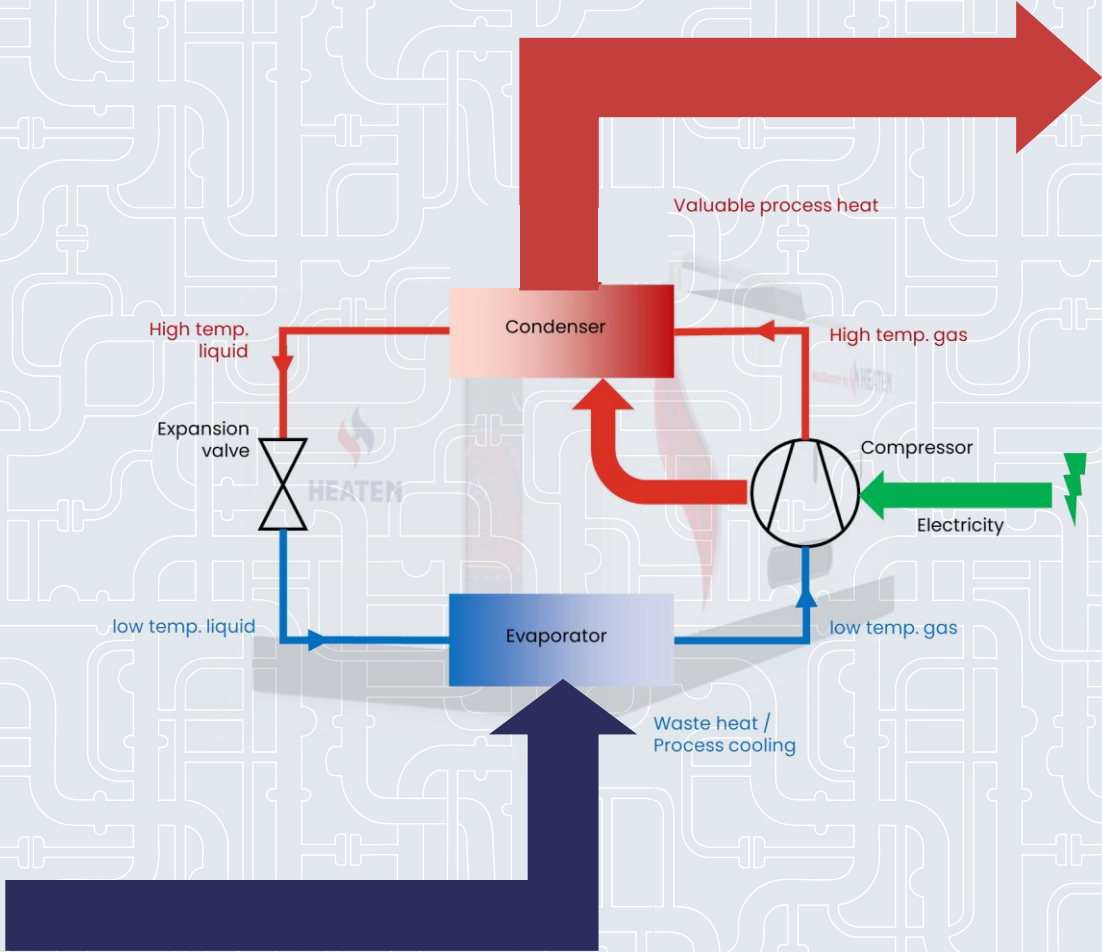 Valuable process heat
Condenser
High temp.
liquid
High temp. gas
HEATEN
Expansion
valve
Compressor
HEATEN
Electricity
low temp. liquid
Evaporator
low temp. gas
Waste heat /
Process cooling